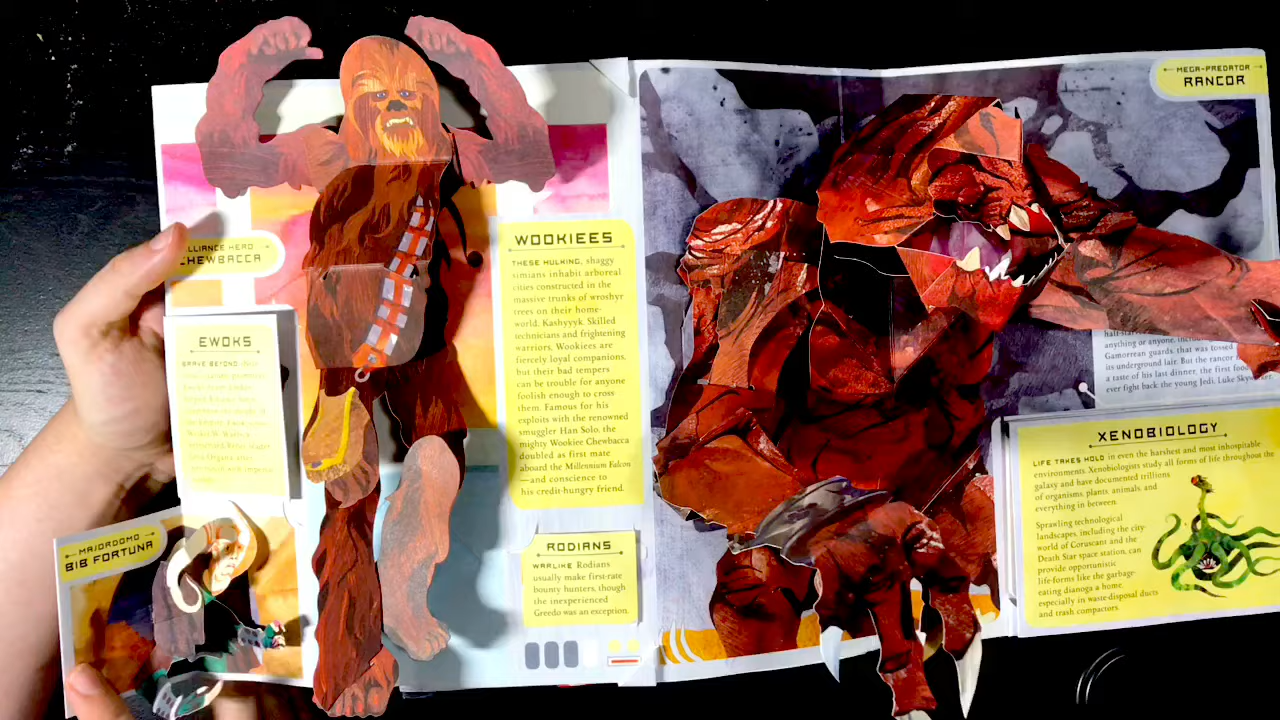 ALLIANCE HERO
CHEWBACCA
EWOKS
BRAVE BEYOND
MAJORDOMO
BIB FORTUNA
WOOKIEES
THESE HULKING, shaggy
simians inhabit arboreal
cities constructed in the
massive trunks of wroshyr
trees on their home-
world, Kashyyyk. Skilled
technicians and frightening
warriors, Wookiees are
fiercely loyal companions,
but their bad tempers
can be trouble for anyone
foolish enough to cross
them. Famous for his
exploits with the renowned
smuggler Han Solo, the
mighty Wookiee Chewbacca
doubled as first mate
aboard the Millennium Falcon
—and conscience to
his credit-hungry friend.
RODIANS
WARLIKE Rodians
usually make first-rate
bounty hunters, though
the inexperienced
Greedo was an exception.
MEGA-PREDATOR
RANCOR
anything or anyone,
Gamorrean guards, that was tossed
its underground lair. But the rancor
a taste of his last dinner, the first food
ever fight back the young Jedi, Luke Skywalker.
XENOBIOLOGY
LIFE TAKES HOLD in even the harshest and most inhospitable
environments. Xenobiologists study all forms of life throughout the
galaxy and have documented trillions
of organisms, plants, animals, and
everything in between.
Sprawling technological
landscapes, including the city-
world of Coruscant and the
Death Star space station, can
provide opportunistic
life-forms like the garbage-
eating dianoga a home,
especially in waste-disposal ducts
and trash compactors.